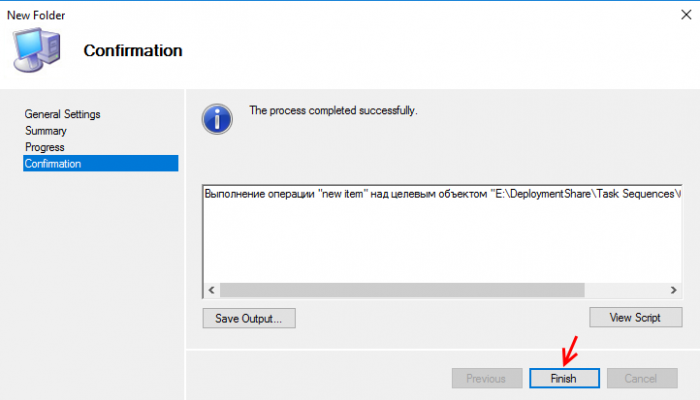 New Folder
Confirmation
General Settings
Summary
Progress
Confirmation
The process completed successfully.
Выполнение операции "new item" над целевым объектом "E:\DeploymentShare\Task Sequences\
Save Output...
View Script
Previous
Finish
Cancel